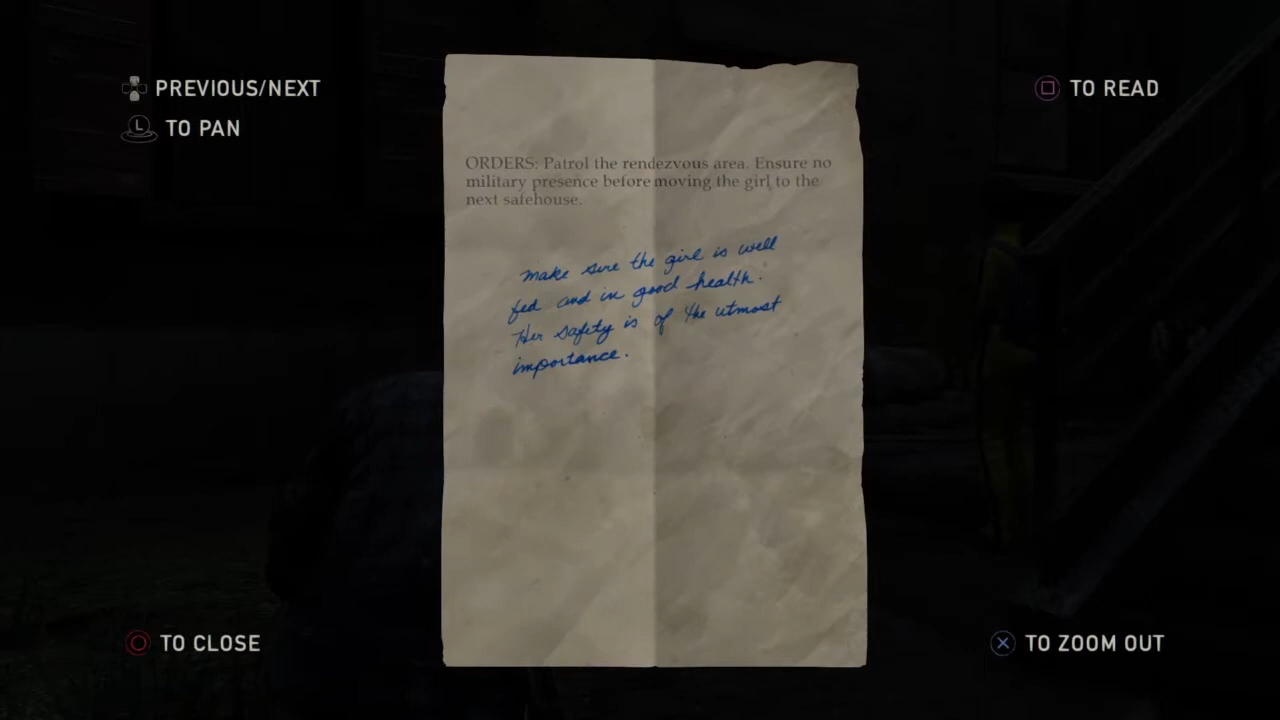 PREVIOUS/NEXT
L TO PAN
TO READ
ORDERS: Patrol the rendezvous area. Ensure no
military presence before moving the girl to the
next safehouse.
make sure the girl is well
fed and in good health.
Her safety is of the utmost
importance.
TO CLOSE
TO ZOOM OUT